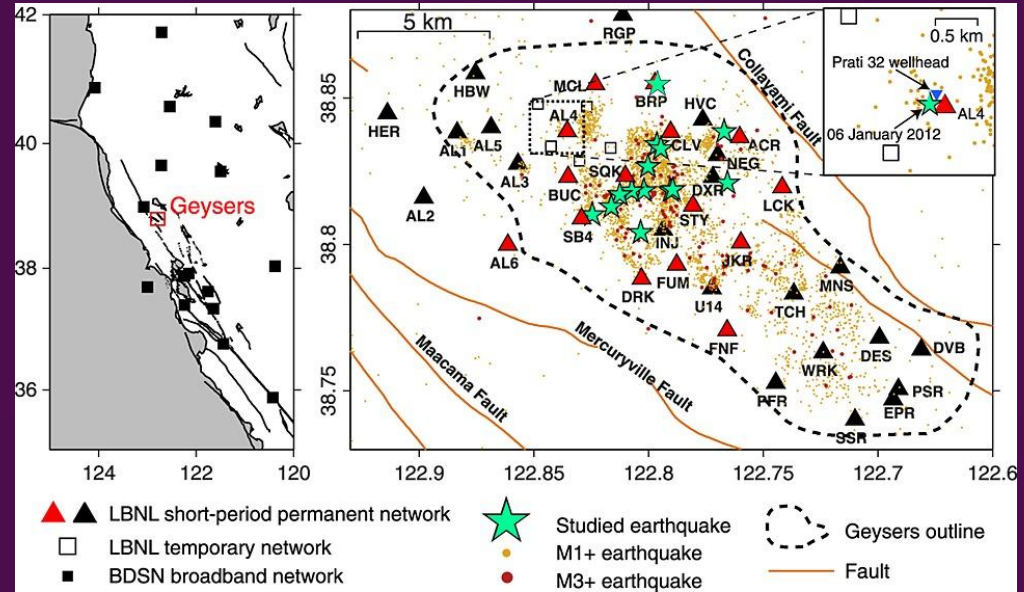 42
40
38
36
124
122
120
Geysers
5 km
RGP
Collayami Fault
0.5 km
Prati 32 wellhead
AL4
06 January 2012
38.85
38.8
38.75
HBW
MCL
BRP
HVC
HER
AL1
AL5
AL4
CLV
ACR
NEG
AL3
SQK
BUC
DXR
AL2
STY
LCK
SB4
INJ
AL6
JKR
FUM
DRK
U14
MNS
TCH
FNF
DES
DVB
WRK
PFR
PSR
EPR
SSR
Maacama Fault
Mercuryville Fault
122.9
122.85
122.8
122.75
122.7
122.6
LBNL short-period permanent network
LBNL temporary network
BDSN broadband network
Studied earthquake
M1+ earthquake
M3+ earthquake
Geysers outline
Fault